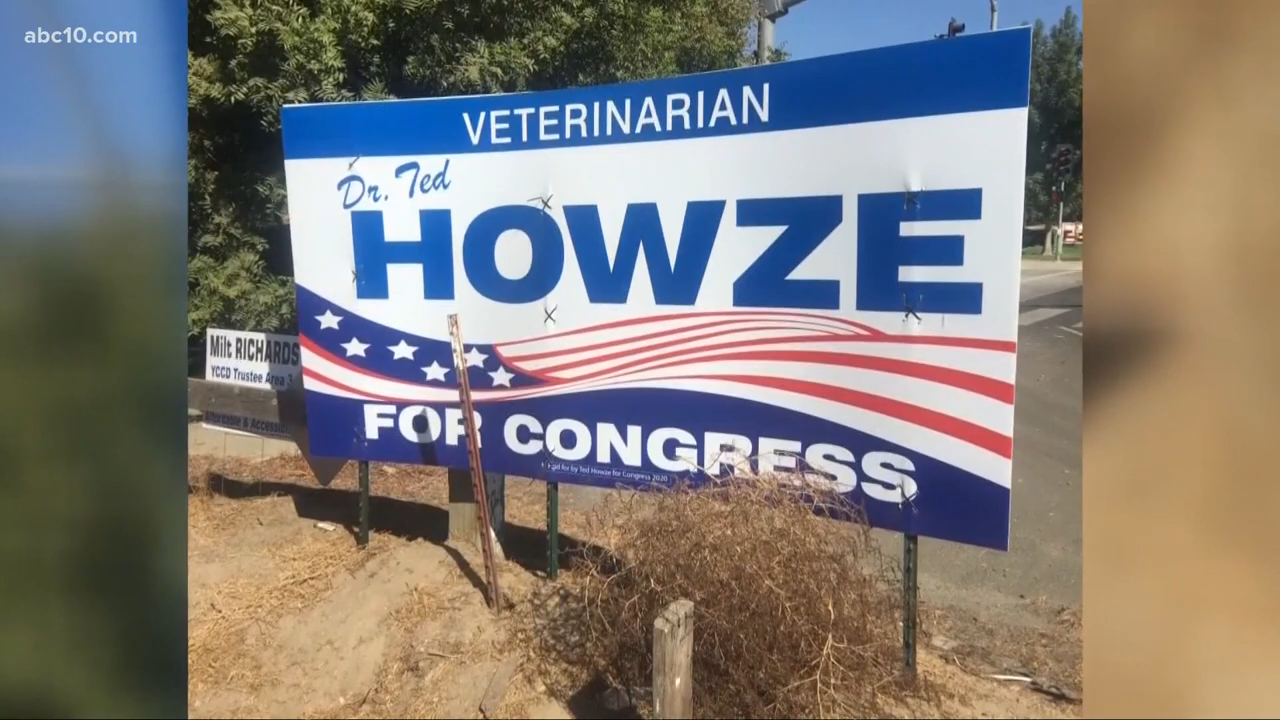 abc10.com
VETERINARIAN
Dr. Ted
HOWZE
FOR CONGRESS
Paid for by Ted Howze for Congress 2020
Milt RICHARDS
YCCD Trustee Area 3
Affordable &